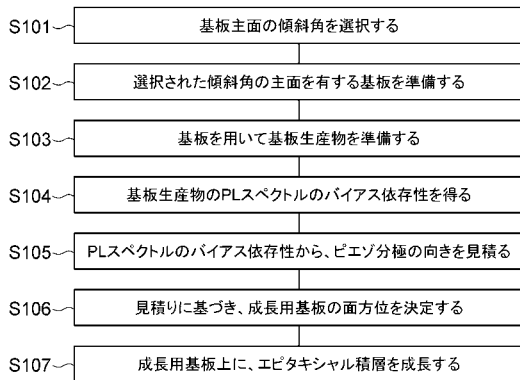 S101 基板主面の傾斜角を選択する
S102 選択された傾斜角の主面を有する基板を準備する
S103 基板を用いて基板生産物を準備する
S104 基板生産物のPLスペクトルのバイアス依存性を得る
S105 PLスペクトルのバイアス依存性から、ピエゾ分極の向きを見積る
S106 見積りに基づき、成長用基板の面方位を決定する
S107 成長用基板上に、エピタキシャル積層を成長する